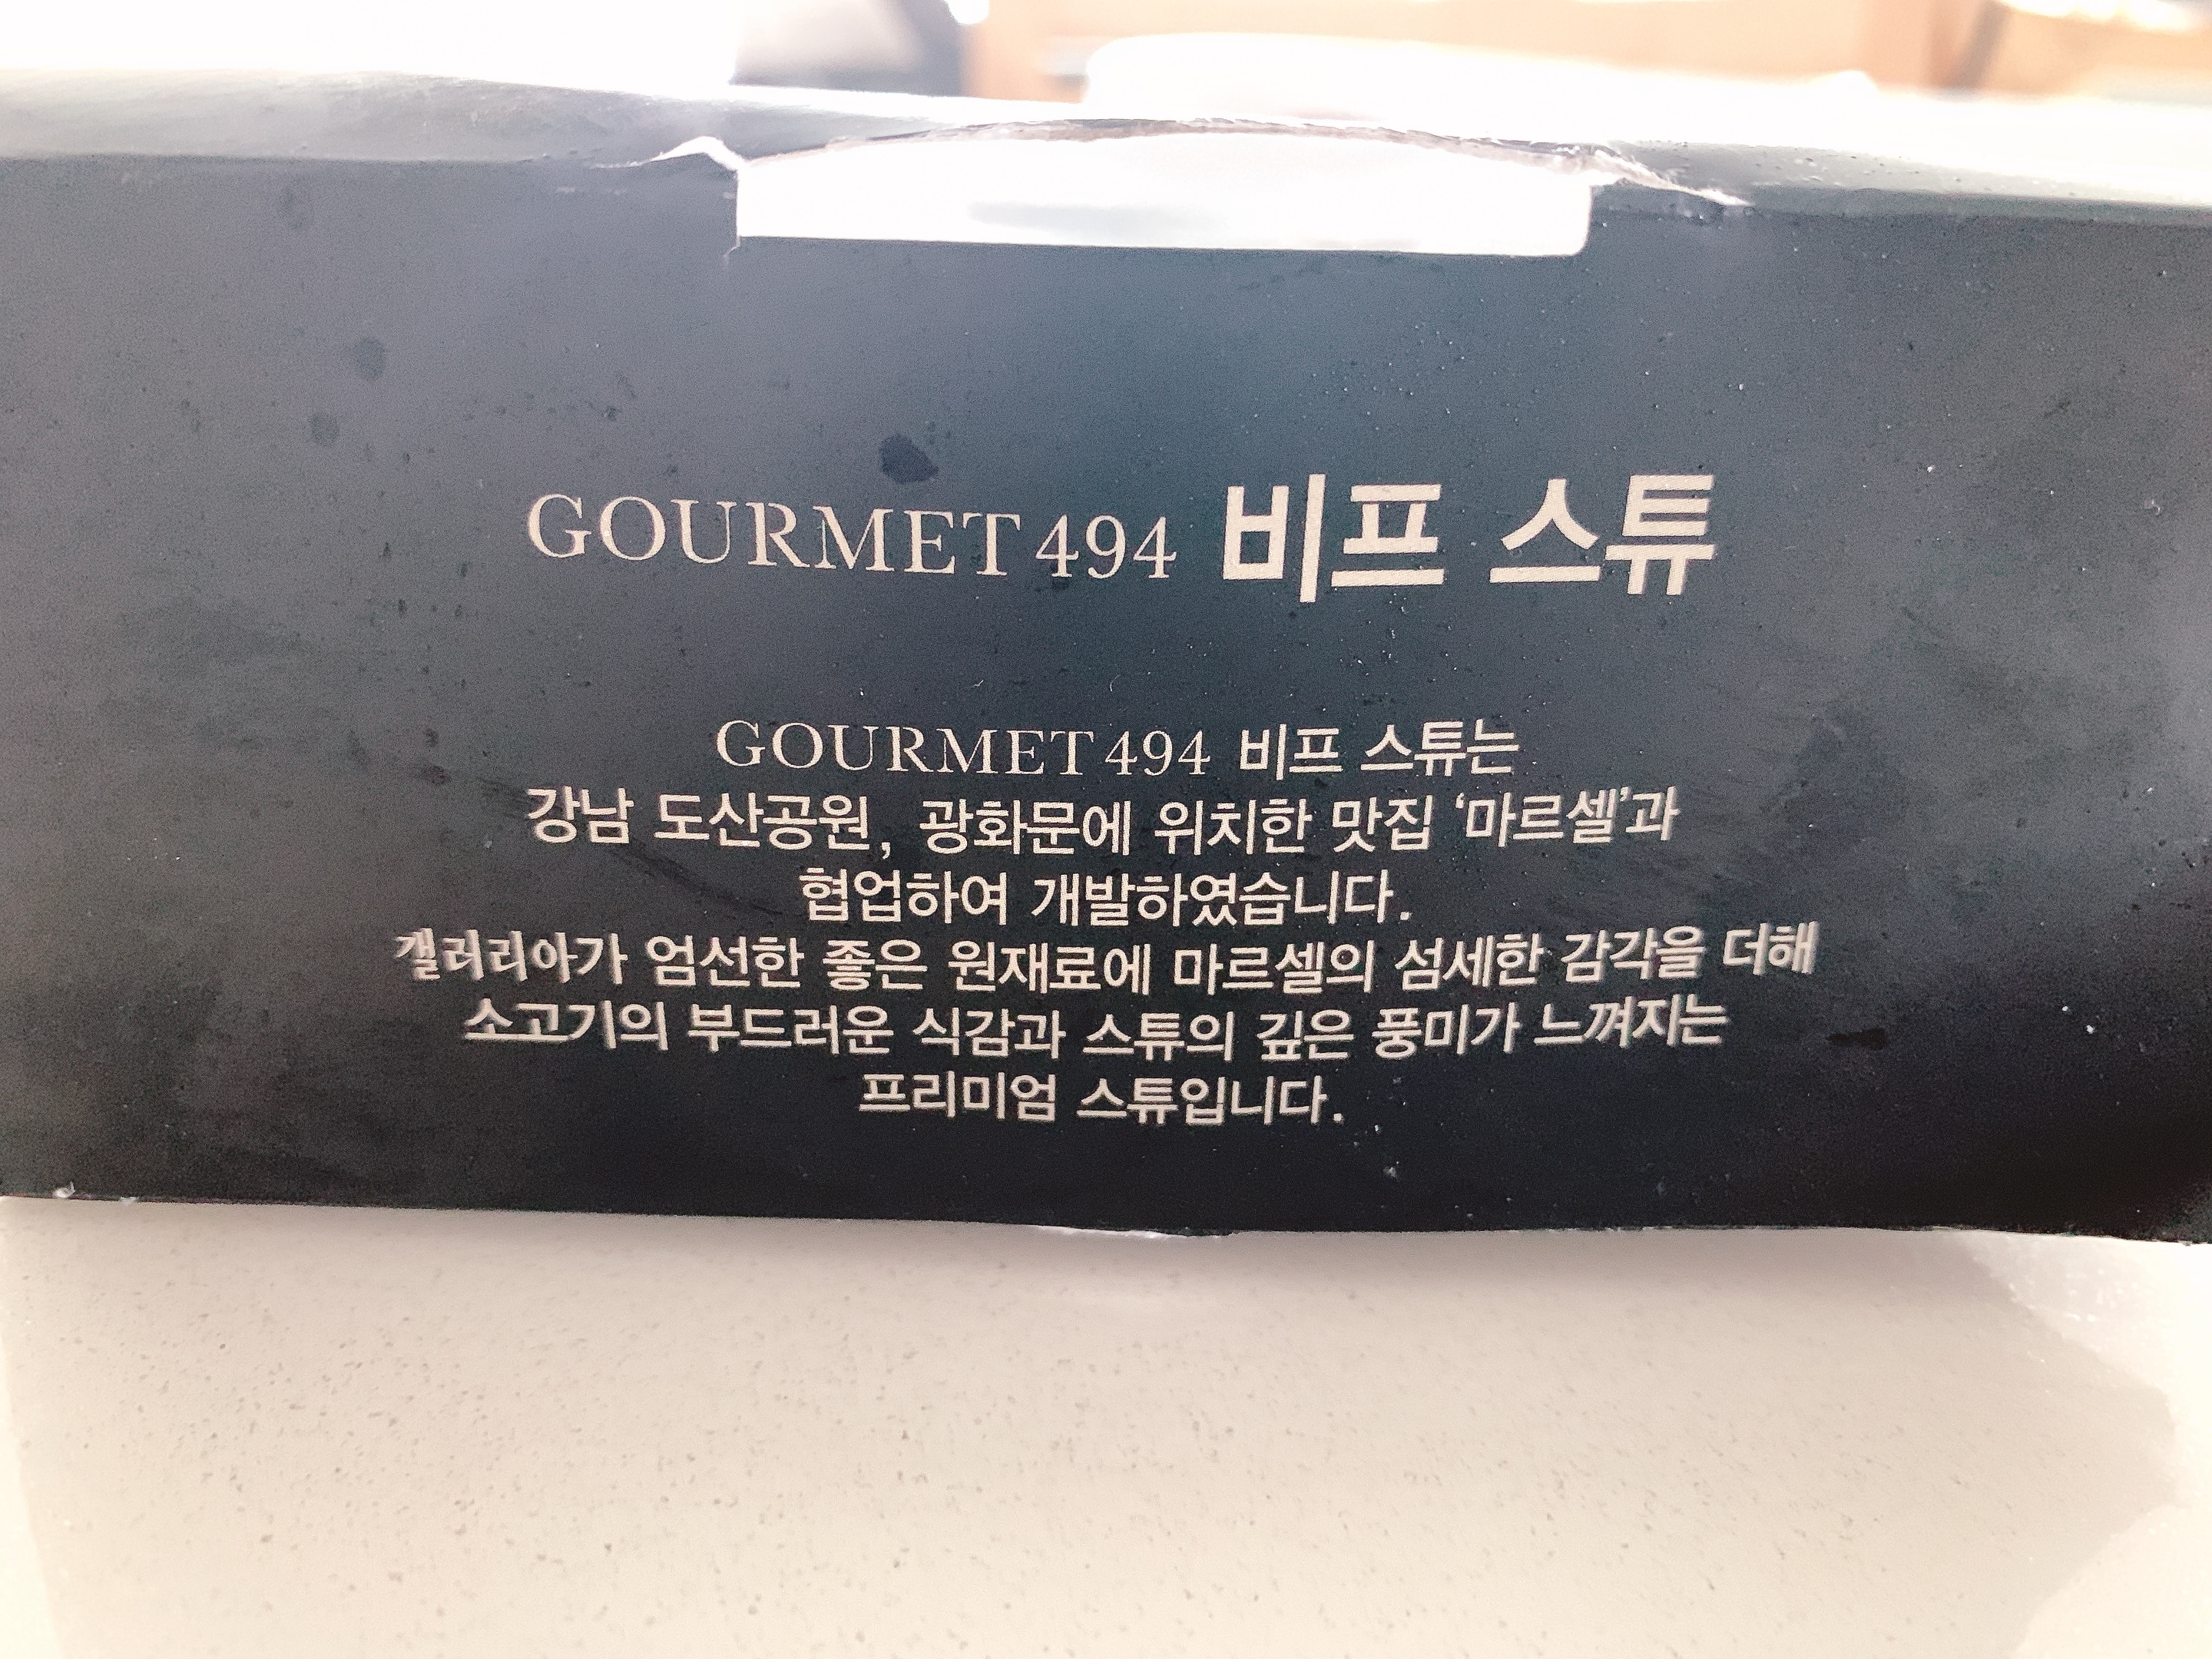 GOURMET 494 비프 스튜
GOURMET 494 비프 스튜는
강남 도산공원, 광화문에 위치한 맛집 ‘마르셀’과
협업하여 개발하였습니다.
갤러리아가 엄선한 좋은 원재료에 마르셀의 섬세한 감각을 더해
소고기의 부드러운 식감과 스튜의 깊은 풍미가 느껴지는
프리미엄 스튜입니다.